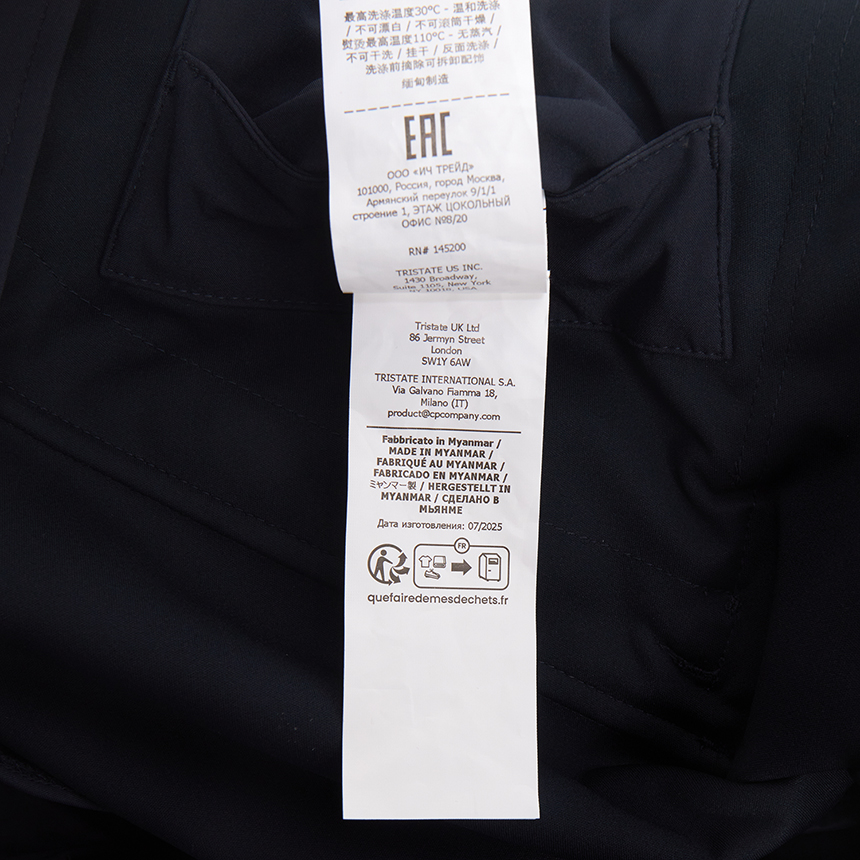 最高洗涤温度30°C - 温和洗涤
/ 不可漂白 / 不可滚筒干燥 /
熨烫最高温度110°C - 无蒸汽 /
不可干洗 / 挂干 / 反面洗涤 /
洗涤前摘除可拆卸配饰
缅甸制造
EAC
ООО «ИЧ ТРЕЙД»
101000, Россия, город Москва,
Армянский переулок 9/1/1
строение 1, ЭТАЖ ЦОКОЛЬНЫЙ
ОФИС №8/20
RN# 145200
TRISTATE US INC.
1430 Broadway,
Suite 1105, New York
NY 10018, USA
Tristate UK Ltd
86 Jermyn Street
London
SW1Y 6AW
TRISTATE INTERNATIONAL S.A.
Via Galvano Fiamma 18,
Milano (IT)
product@cpcompany.com
Fabbricato in Myanmar /
MADE IN MYANMAR /
FABRIQUÉ AU MYANMAR /
FABRICADO EN MYANMAR /
ミャンマー製 / HERGESTELLT IN
MYANMAR / СДЕЛАНО В
МЬЯНМЕ
Дата изготовления: 07/2025
FR
quefairedemesdechets.fr